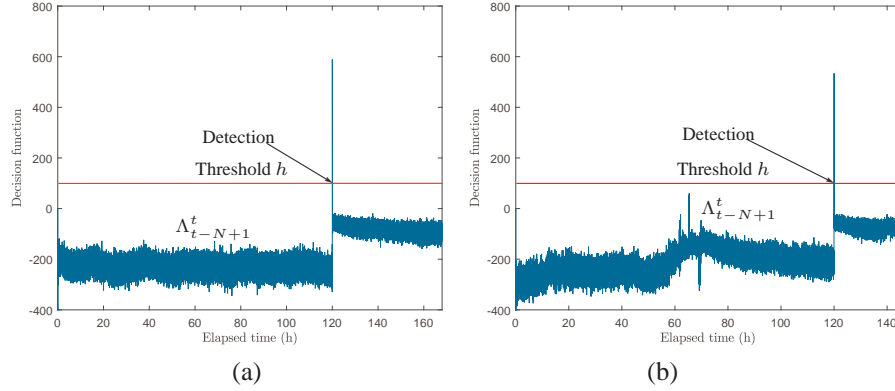 800
600
400
200
0
-200
-400
Decision function
Detection
Threshold h
Λ^t_{t−N+1}
0
20
40
60
80
100
120
140
160
Elapsed time (h)
(a)
800
600
400
200
0
-200
-400
Decision function
Detection
Threshold h
Λ^t_{t−N+1}
0
20
40
60
80
100
120
140
Elapsed time (h)
(b)